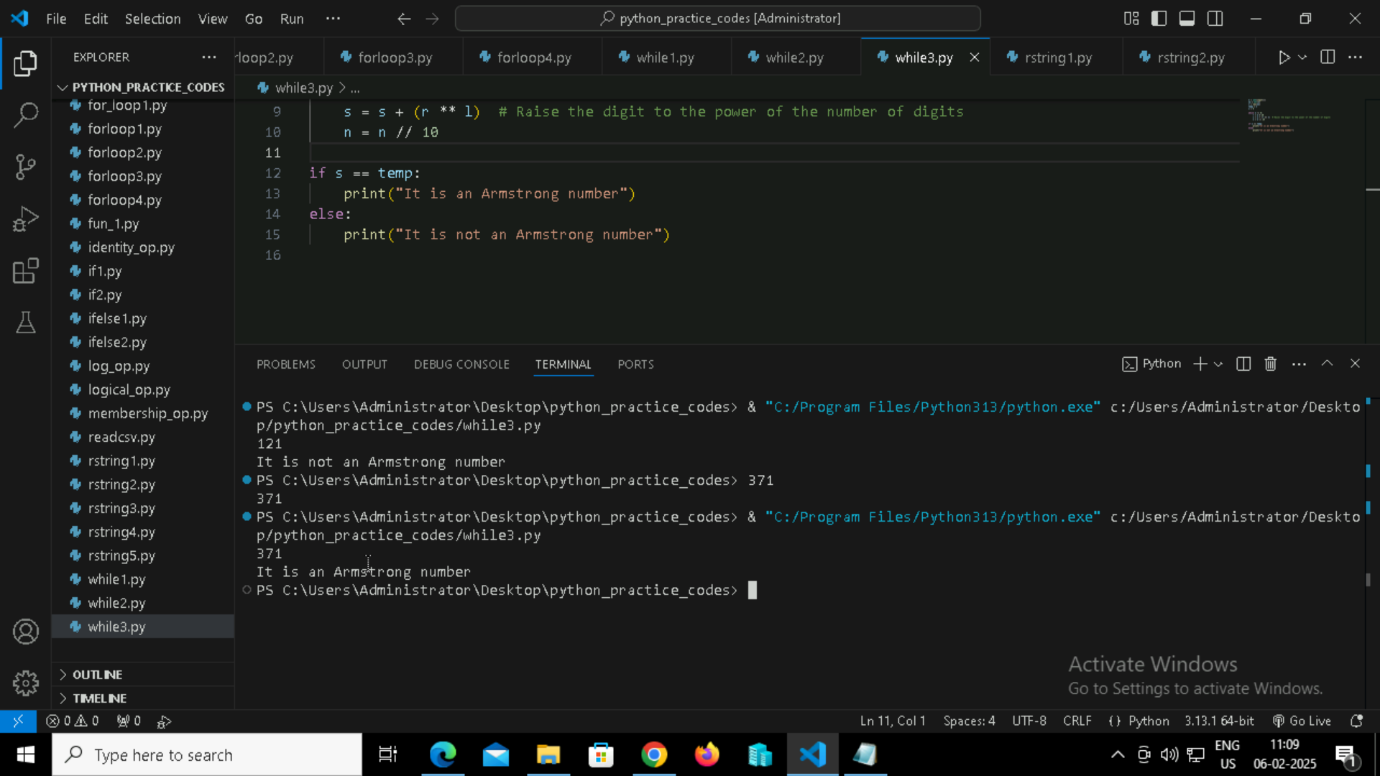 File Edit Selection View Go Run ··· python_practice_codes [Administrator]
EXPLORER ···
rloop2.py forloop3.py forloop4.py while1.py while2.py while3.py rstring1.py rstring2.py ···
PYTHON_PRACTICE_CODES
while3.py > ...
for_loop1.py
forloop1.py
forloop2.py
forloop3.py
forloop4.py
fun_1.py
identity_op.py
if1.py
if2.py
ifelse1.py
ifelse2.py
log_op.py
logical_op.py
membership_op.py
readcsv.py
rstring1.py
rstring2.py
rstring3.py
rstring4.py
rstring5.py
while1.py
while2.py
while3.py
OUTLINE
TIMELINE
9 s = s + (r ** l) # Raise the digit to the power of the number of digits
10 n = n // 10
11
12 if s == temp:
13 print("It is an Armstrong number")
14 else:
15 print("It is not an Armstrong number")
16
PROBLEMS OUTPUT DEBUG CONSOLE TERMINAL PORTS Python ···
PS C:\Users\Administrator\Desktop\python_practice_codes> & "C:/Program Files/Python313/python.exe" c:/Users/Administrator/Deskto
p/python_practice_codes/while3.py
121
It is not an Armstrong number
PS C:\Users\Administrator\Desktop\python_practice_codes> 371
371
PS C:\Users\Administrator\Desktop\python_practice_codes> & "C:/Program Files/Python313/python.exe" c:/Users/Administrator/Deskto
p/python_practice_codes/while3.py
371
It is an Armstrong number
PS C:\Users\Administrator\Desktop\python_practice_codes>
Activate Windows
Go to Settings to activate Windows.
0 0 0 Ln 11, Col 1 Spaces: 4 UTF-8 CRLF {} Python 3.13.1 64-bit Go Live
Type here to search
ENG
US
11:09
06-02-2025
1